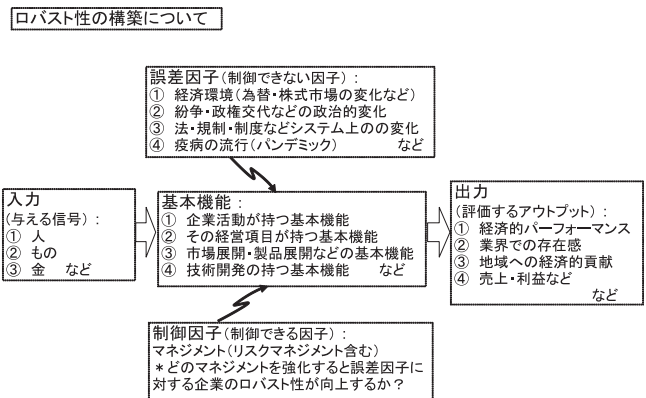 ロバスト性の構築について
誤差因子(制御できない因子):
① 経済環境(為替・株式市場の変化など)
② 紛争・政権交代などの政治的変化
③ 法・規制・制度などシステム上のの変化
④ 疫病の流行(パンデミック) など
入力
(与える信号):
① 人
② もの
③ 金 など
基本機能:
① 企業活動が持つ基本機能
② その経営項目が持つ基本機能
③ 市場展開・製品展開などの基本機能
④ 技術開発の持つ基本機能 など
出力
(評価するアウトプット):
① 経済的パーフォーマンス
② 業界での存在感
③ 地域への経済的貢献
④ 売上・利益など
など
制御因子(制御できる因子):
マネジメント(リスクマネジメント含む)
*どのマネジメントを強化すると誤差因子に
対する企業のロバスト性が向上するか?